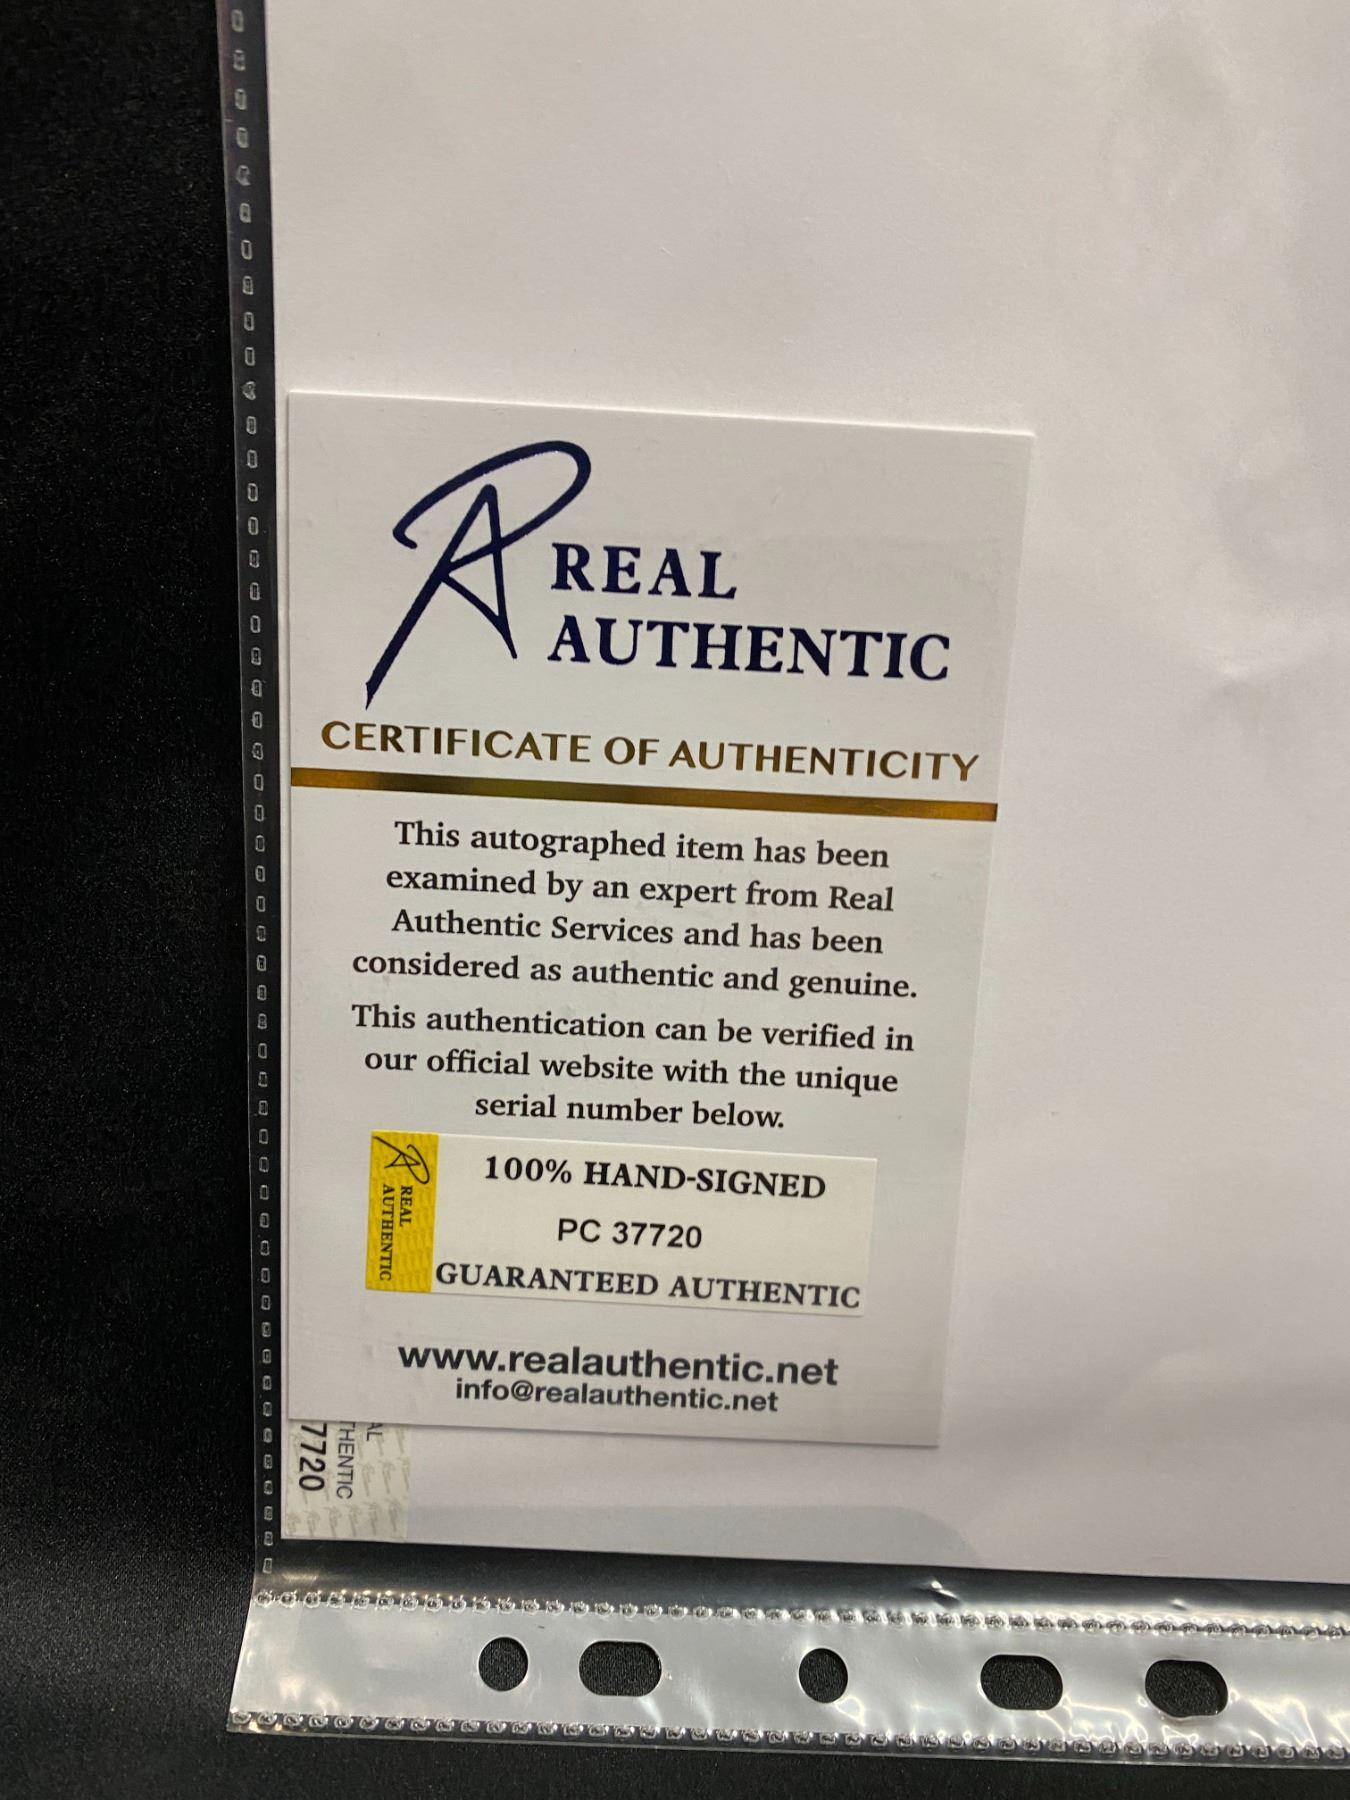 REAL
AUTHENTIC
CERTIFICATE OF AUTHENTICITY
This autographed item has been
examined by an expert from Real
Authentic Services and has been
considered as authentic and genuine.
This authentication can be verified in
our official website with the unique
serial number below.
REAL
AUTHENTIC
100% HAND-SIGNED
PC 37720
GUARANTEED AUTHENTIC
www.realauthentic.net
info@realauthentic.net
AL
THENTIC
7720